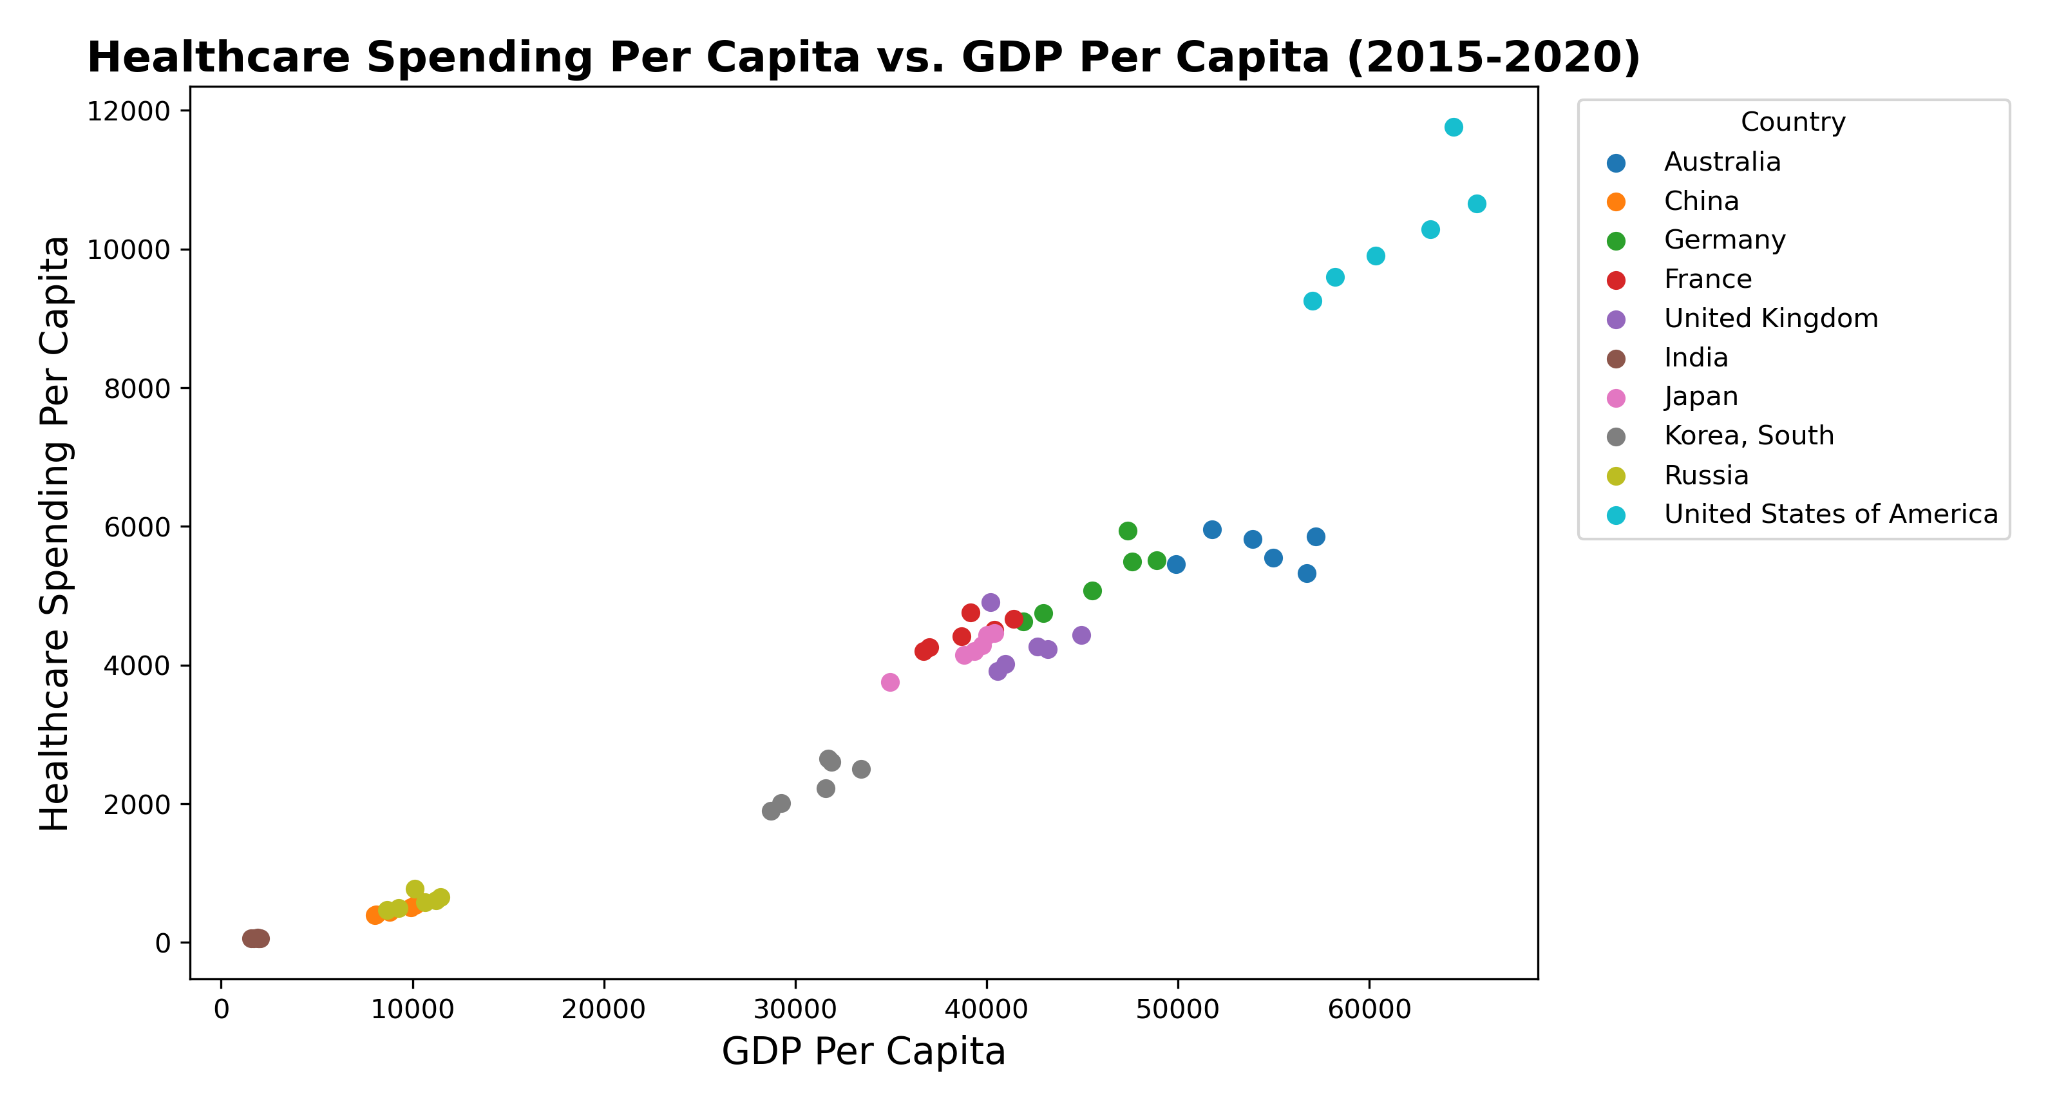 Healthcare Spending Per Capita vs. GDP Per Capita (2015-2020)
Healthcare Spending Per Capita
12000
10000
8000
6000
4000
2000
0
0 10000 20000 30000 40000 50000 60000
GDP Per Capita
Country
Australia
China
Germany
France
United Kingdom
India
Japan
Korea, South
Russia
United States of America